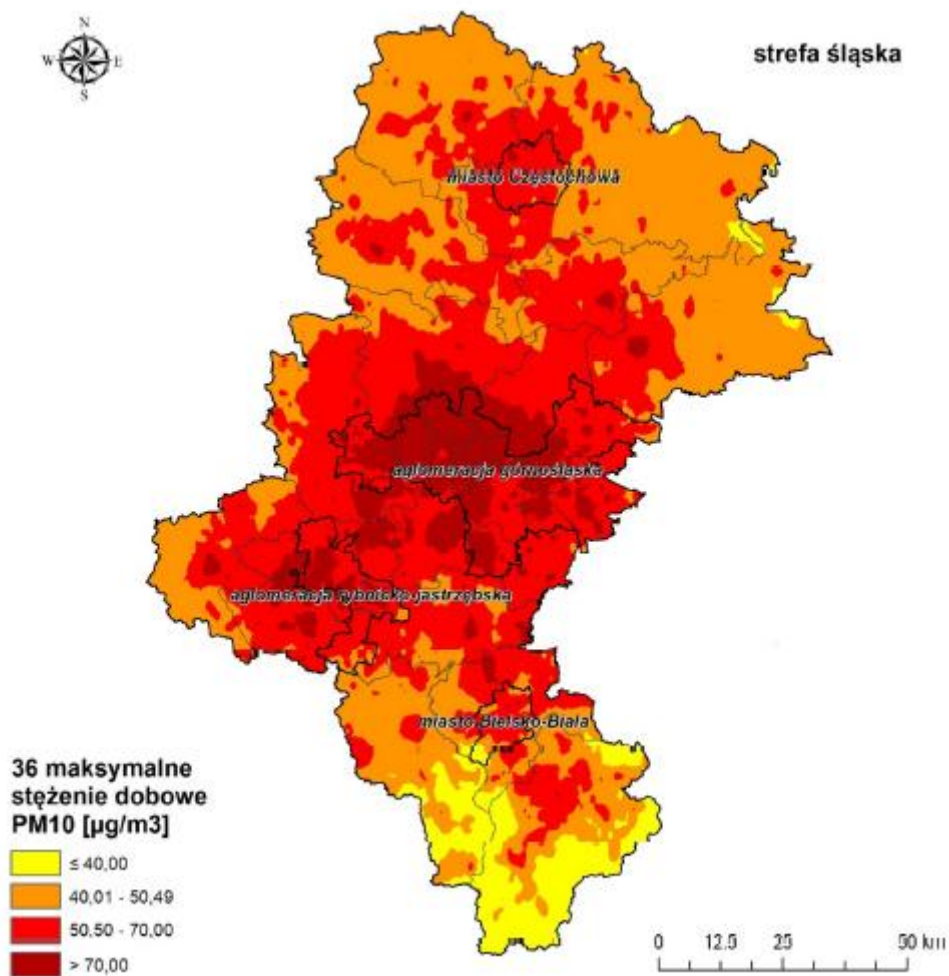 N
W E
S
strefa śląska
miasto Częstochowa
aglomeracja górnośląska
aglomeracja rybnicko-jastrzębska
miasto Bielsko-Biała
36 maksymalne
stężenie dobowe
PM10 [µg/m3]
≤ 40,00
40,01 - 50,49
50,50 - 70,00
> 70,00
0 12.5 25 50 km